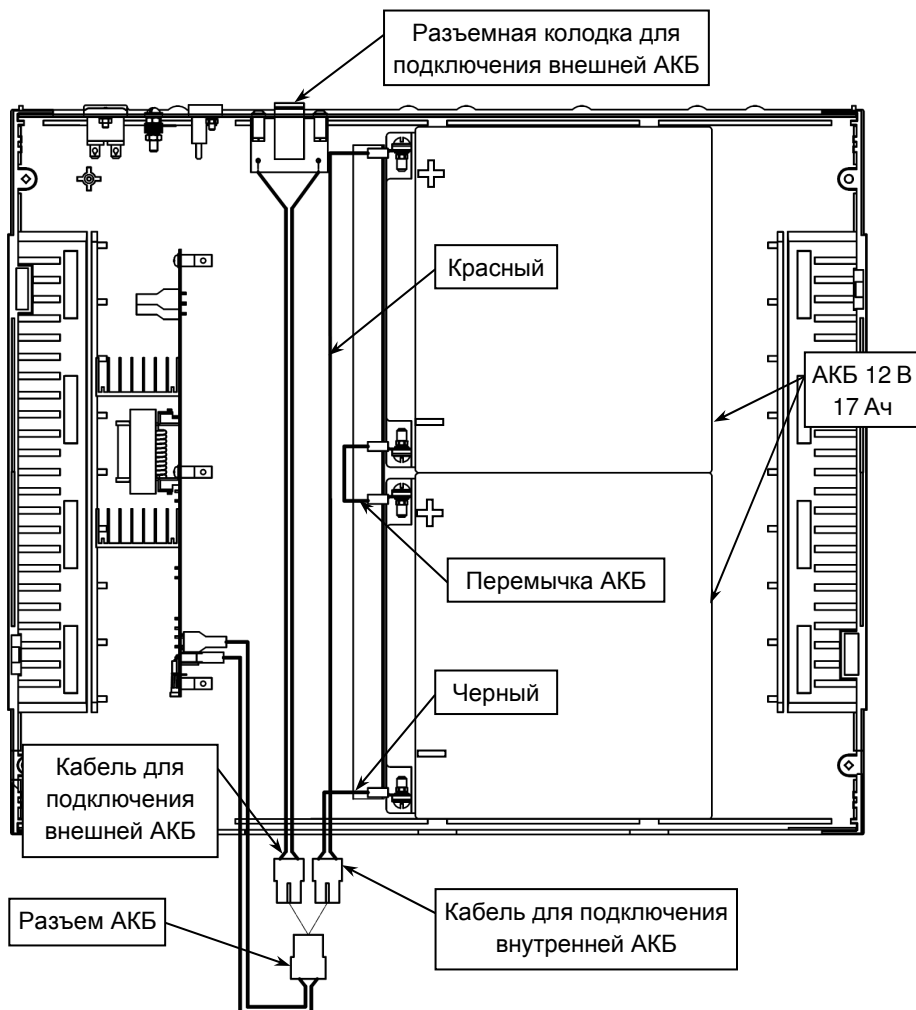 Разъемная колодка для
подключения внешней АКБ
Красный
АКБ 12 В
17 Ач
Перемычка АКБ
Черный
Кабель для
подключения
внешней АКБ
Кабель для подключения
внутренней АКБ
Разъем АКБ